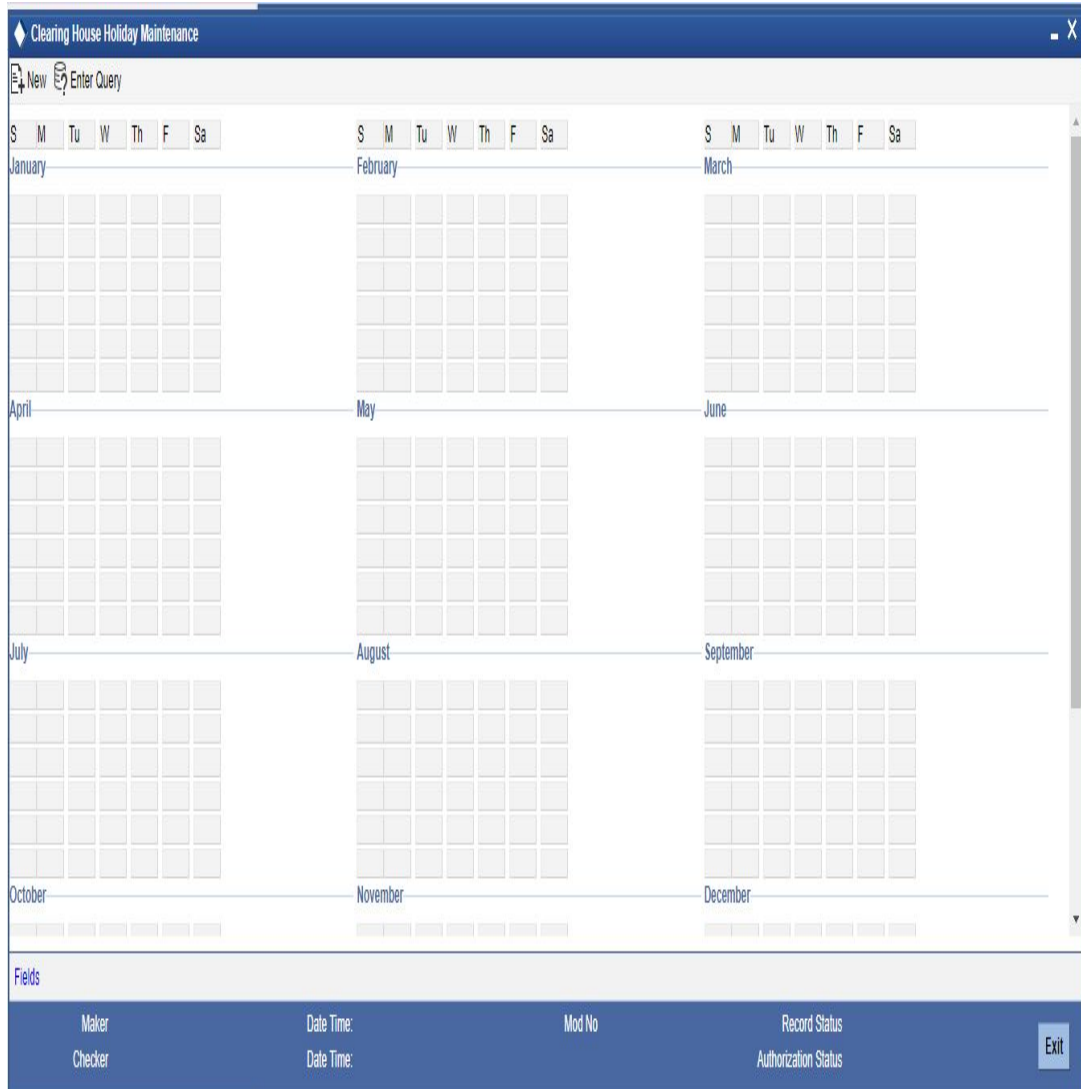 Clearing House Holiday Maintenance
New Enter Query
S M Tu W Th F Sa S M Tu W Th F Sa S M Tu W Th F Sa
January February March
April May June
July August September
October November December
Fields
Maker Date Time: Mod No Record Status
Checker Date Time: Authorization Status
Exit